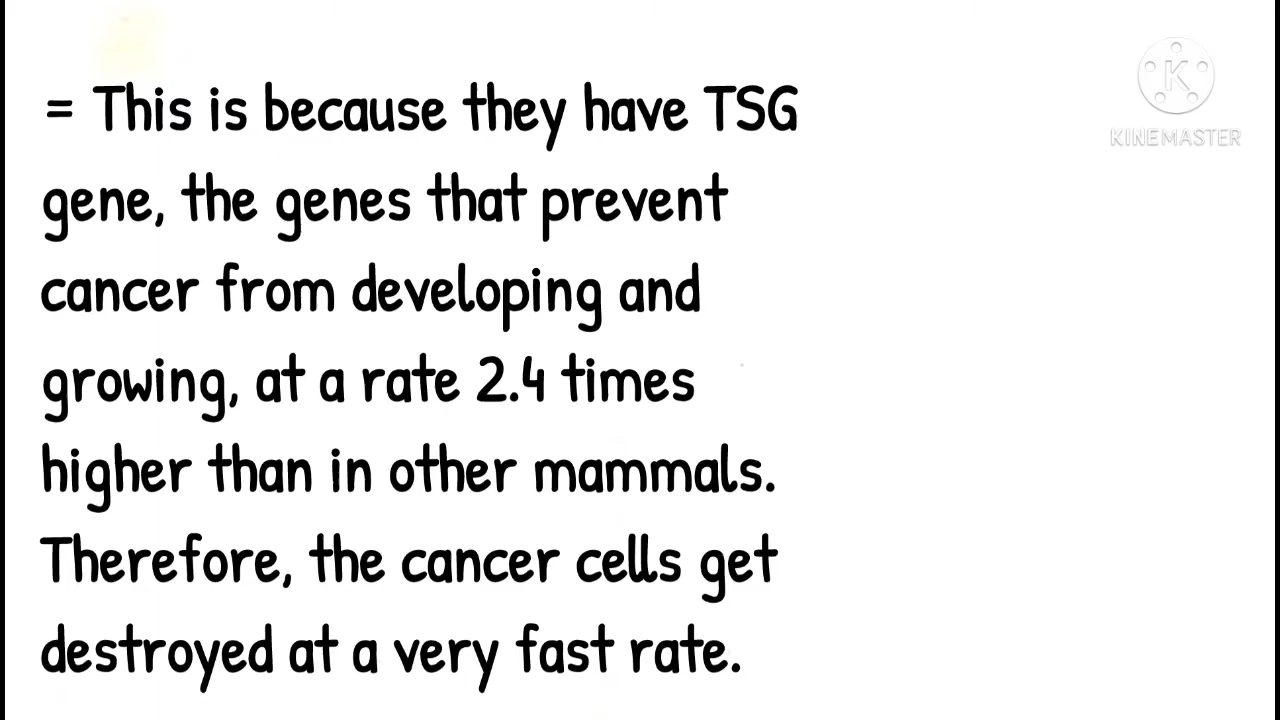 = This is because they have TSG
gene, the genes that prevent
cancer from developing and
growing, at a rate 2.4 times
higher than in other mammals.
Therefore, the cancer cells get
destroyed at a very fast rate.
K
KINEMASTER